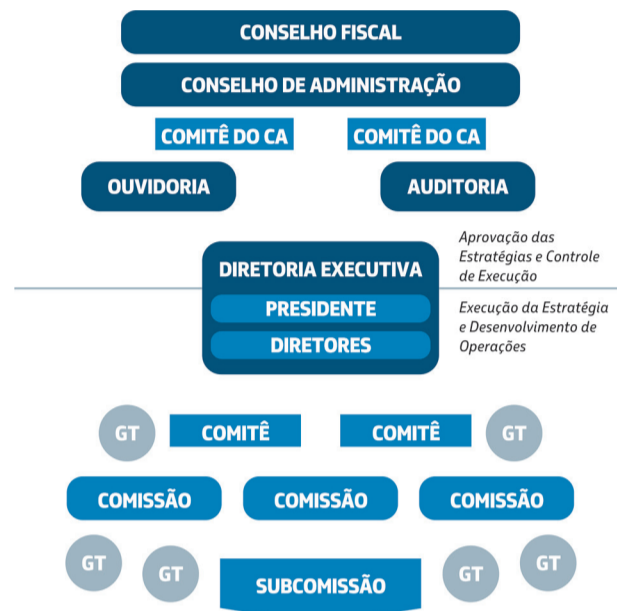 CONSELHO FISCAL
CONSELHO DE ADMINISTRAÇÃO
COMITÊ DO CA
COMITÊ DO CA
OUVIDORIA
AUDITORIA
Aprovação das
Estratégias e Controle
de Execução
DIRETORIA EXECUTIVA
PRESIDENTE
DIRETORES
Execução da Estratégia
e Desenvolvimento de
Operações
GT
COMITÊ
COMITÊ
GT
COMISSÃO
COMISSÃO
COMISSÃO
GT
GT
SUBCOMISSÃO
GT
GT